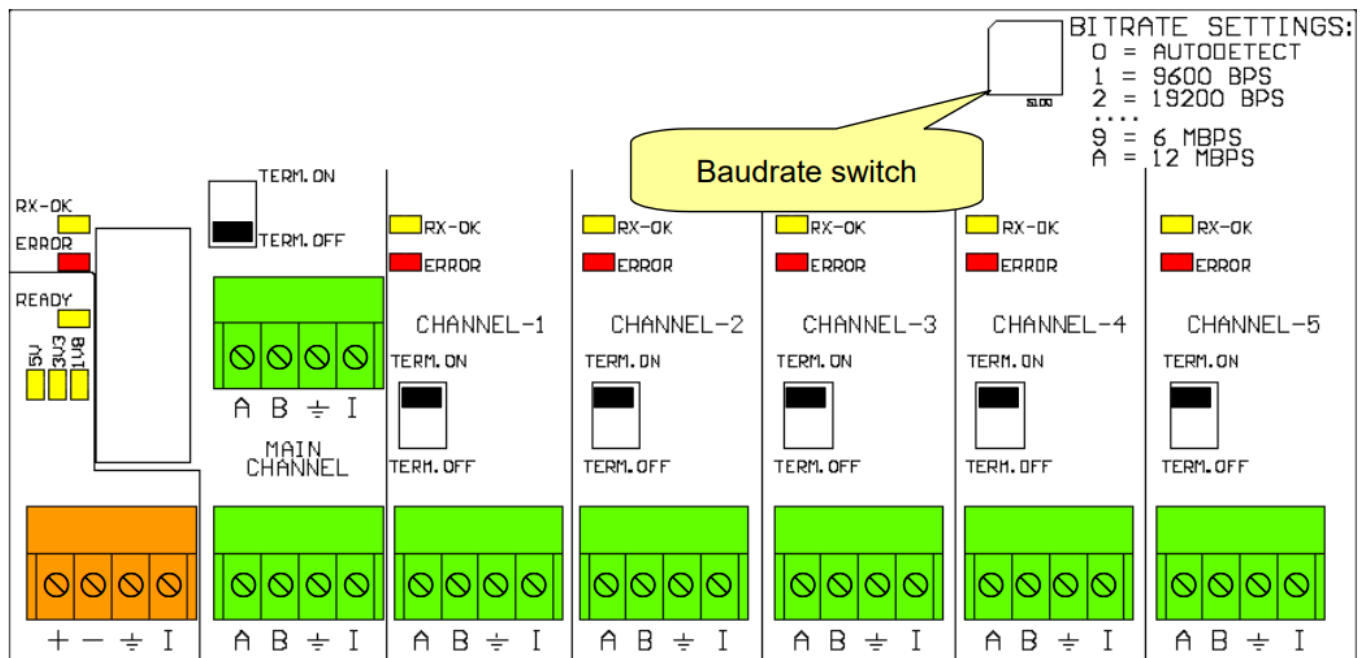 BITRATE SETTINGS:
0 = AUTODETECT
1 = 9600 BPS
2 = 19200 BPS
....
9 = 6 MBPS
A = 12 MBPS
S100
Baudrate switch
TERM.ON
TERM.OFF
RX-OK
ERROR
READY
5V 3V3 1V8
A B ⏚ I
MAIN
CHANNEL
RX-OK RX-OK RX-OK RX-OK RX-OK
ERROR ERROR ERROR ERROR ERROR
CHANNEL-1 CHANNEL-2 CHANNEL-3 CHANNEL-4 CHANNEL-5
TERM.ON TERM.ON TERM.ON TERM.ON TERM.ON
TERM.OFF TERM.OFF TERM.OFF TERM.OFF TERM.OFF
+ − ⏚ I A B ⏚ I A B ⏚ I A B ⏚ I A B ⏚ I A B ⏚ I A B ⏚ I